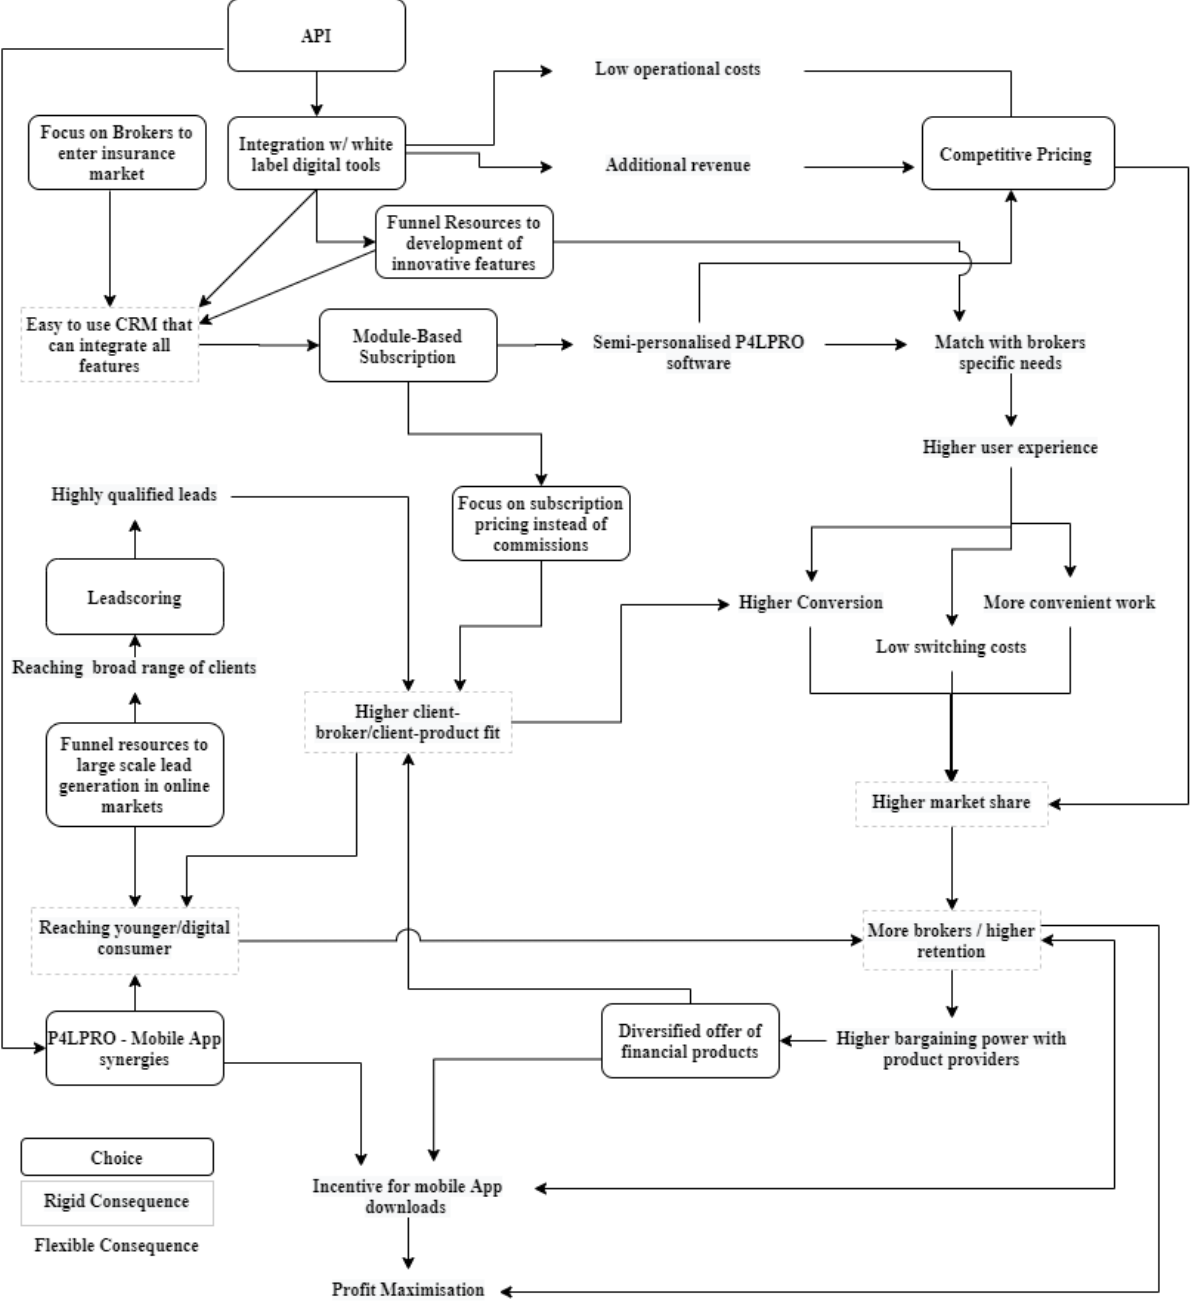 API
Low operational costs
Focus on Brokers to
enter insurance
market
Integration w/ white
label digital tools
Additional revenue
Competitive Pricing
Funnel Resources to
development of
innovative features
Easy to use CRM that
can integrate all
features
Module-Based
Subscription
Semi-personalised P4LPRO
software
Match with brokers
specific needs
Higher user experience
Highly qualified leads
Focus on subscription
pricing instead of
commissions
Leadscoring
Higher Conversion
More convenient work
Low switching costs
Reaching broad range of clients
Higher client-
broker/client-product fit
Funnel resources to
large scale lead
generation in online
markets
Higher market share
Reaching younger/digital
consumer
More brokers / higher
retention
P4LPRO - Mobile App
synergies
Diversified offer of
financial products
Higher bargaining power with
product providers
Choice
Rigid Consequence
Flexible Consequence
Incentive for mobile App
downloads
Profit Maximisation